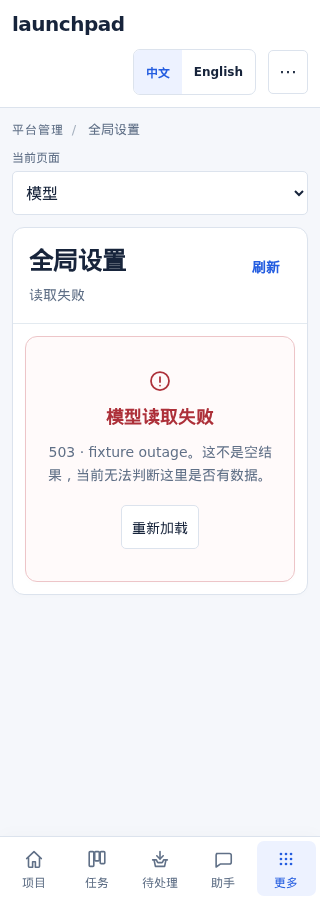 launchpad
中文 English ...
平台管理 / 全局设置
当前页面
模型
全局设置
刷新
读取失败
模型读取失败
503 · fixture outage。这不是空结
果，当前无法判断这里是否有数据。
重新加载
项目 任务 待处理 助手 更多